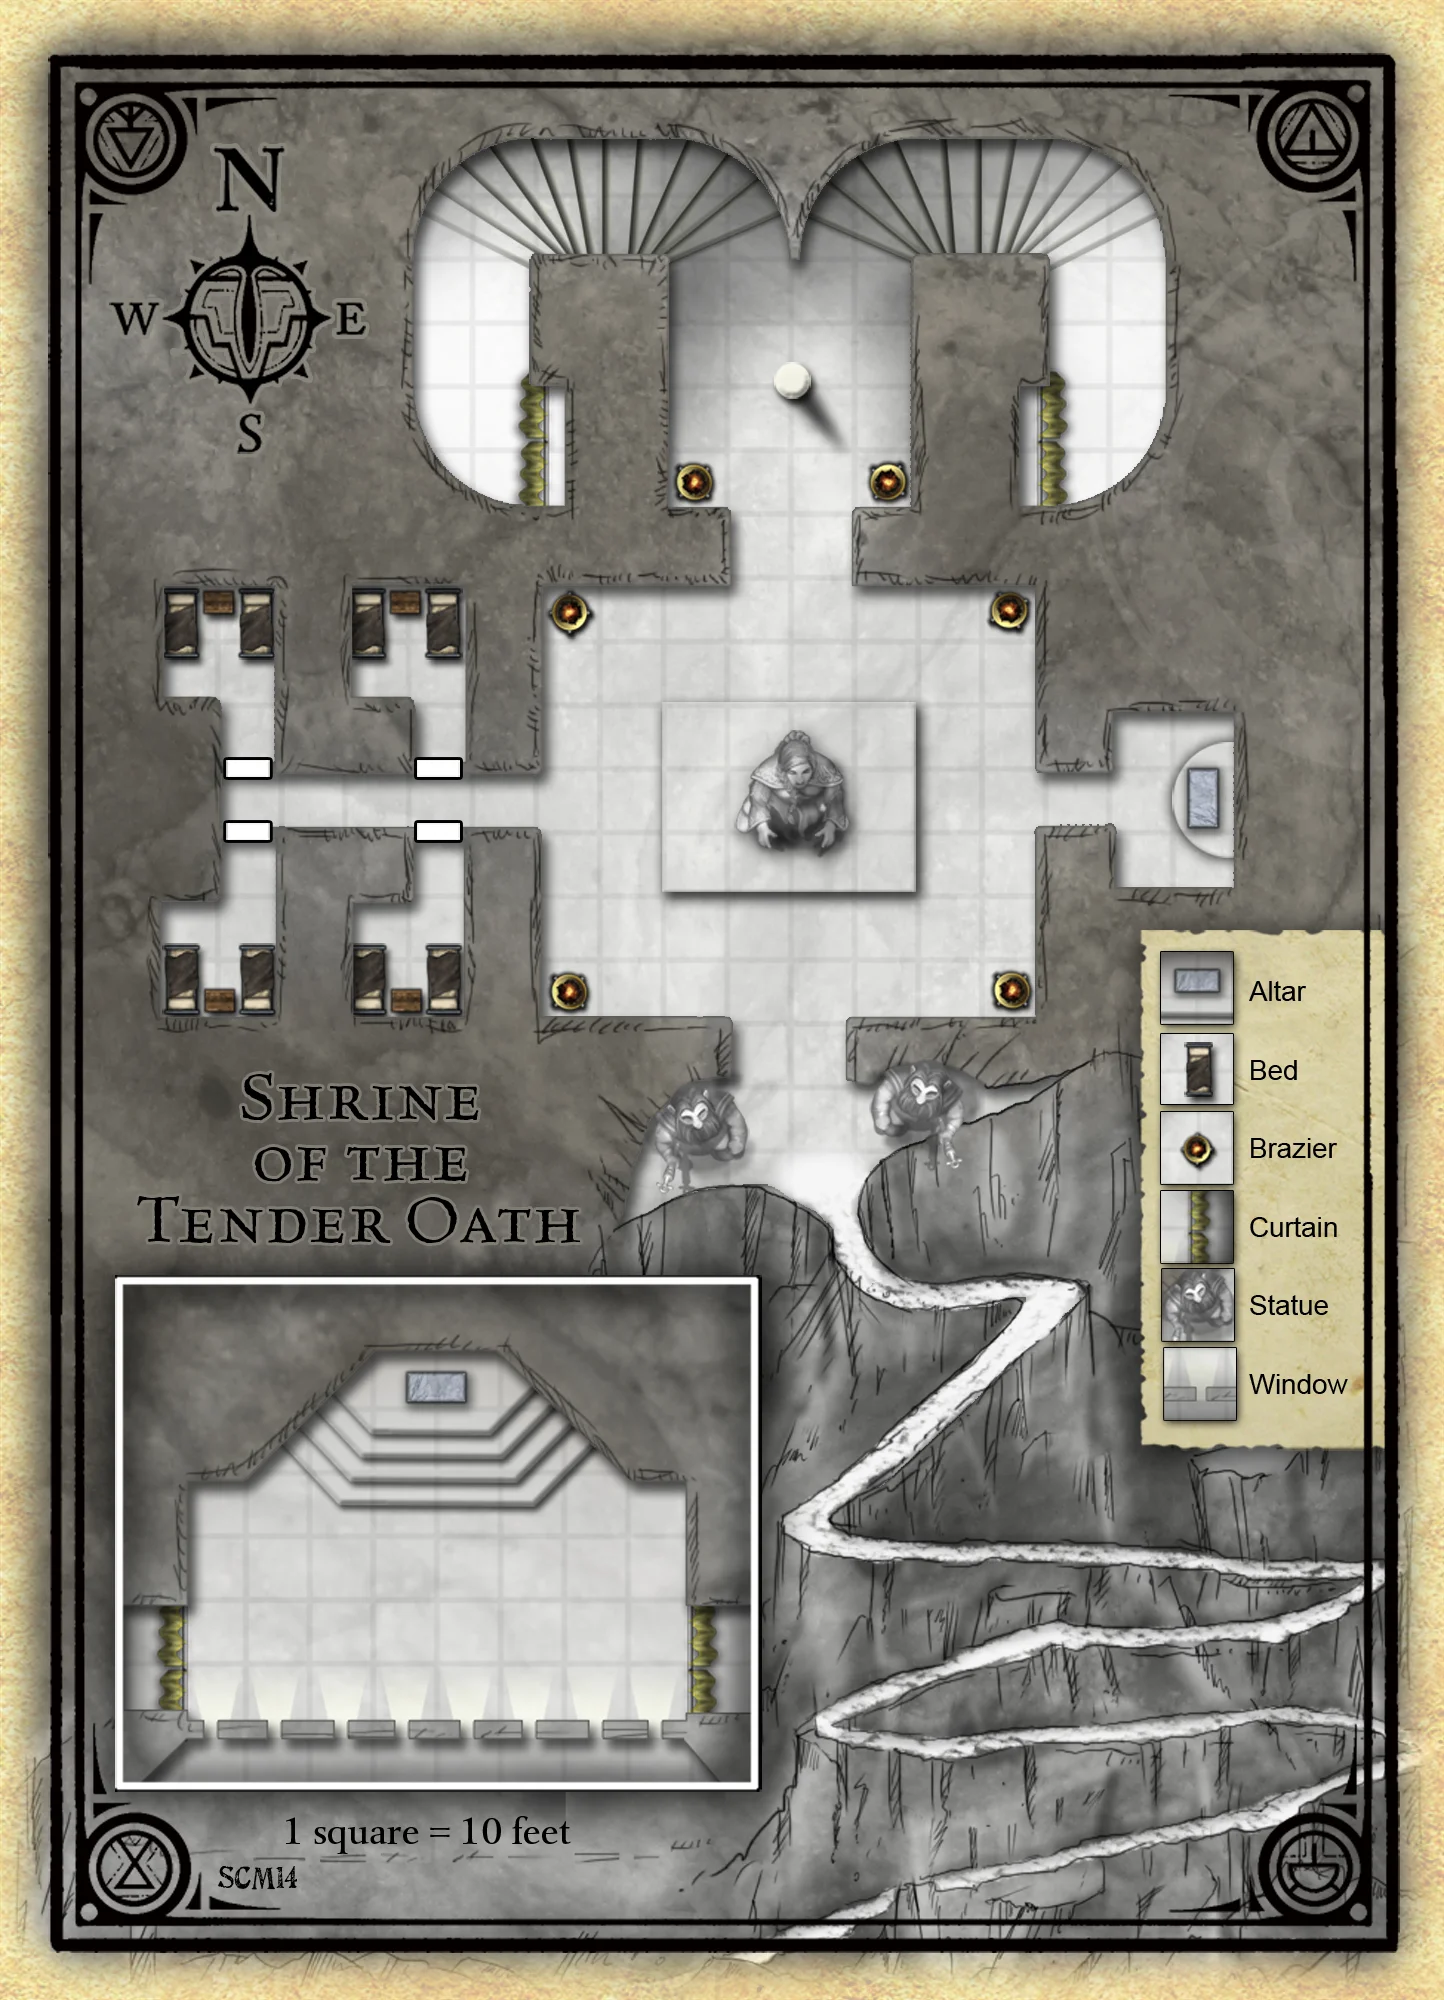 N
W E
S
SHRINE
OF THE
TENDER OATH
Altar
Bed
Brazier
Curtain
Statue
Window
1 square = 10 feet
SCM14